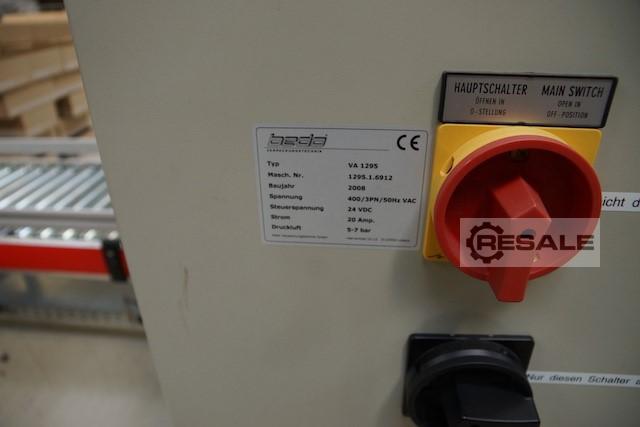 HAUPTSCHALTER MAIN SWITCH
ÖFFNEN IN OPEN IN
O-STELLUNG OFF-POSITION
beda CE
VERPACKUNGSTECHNIK
Typ VA 1295
Masch. Nr. 1295.1.6912
Baujahr 2008
Spannung 400/3PN/50Hz VAC
Steuerspannung 24 VDC
Strom 20 Amp.
Druckluft 5-7 bar
icht d
RESALE
Nur diesen Schalter a